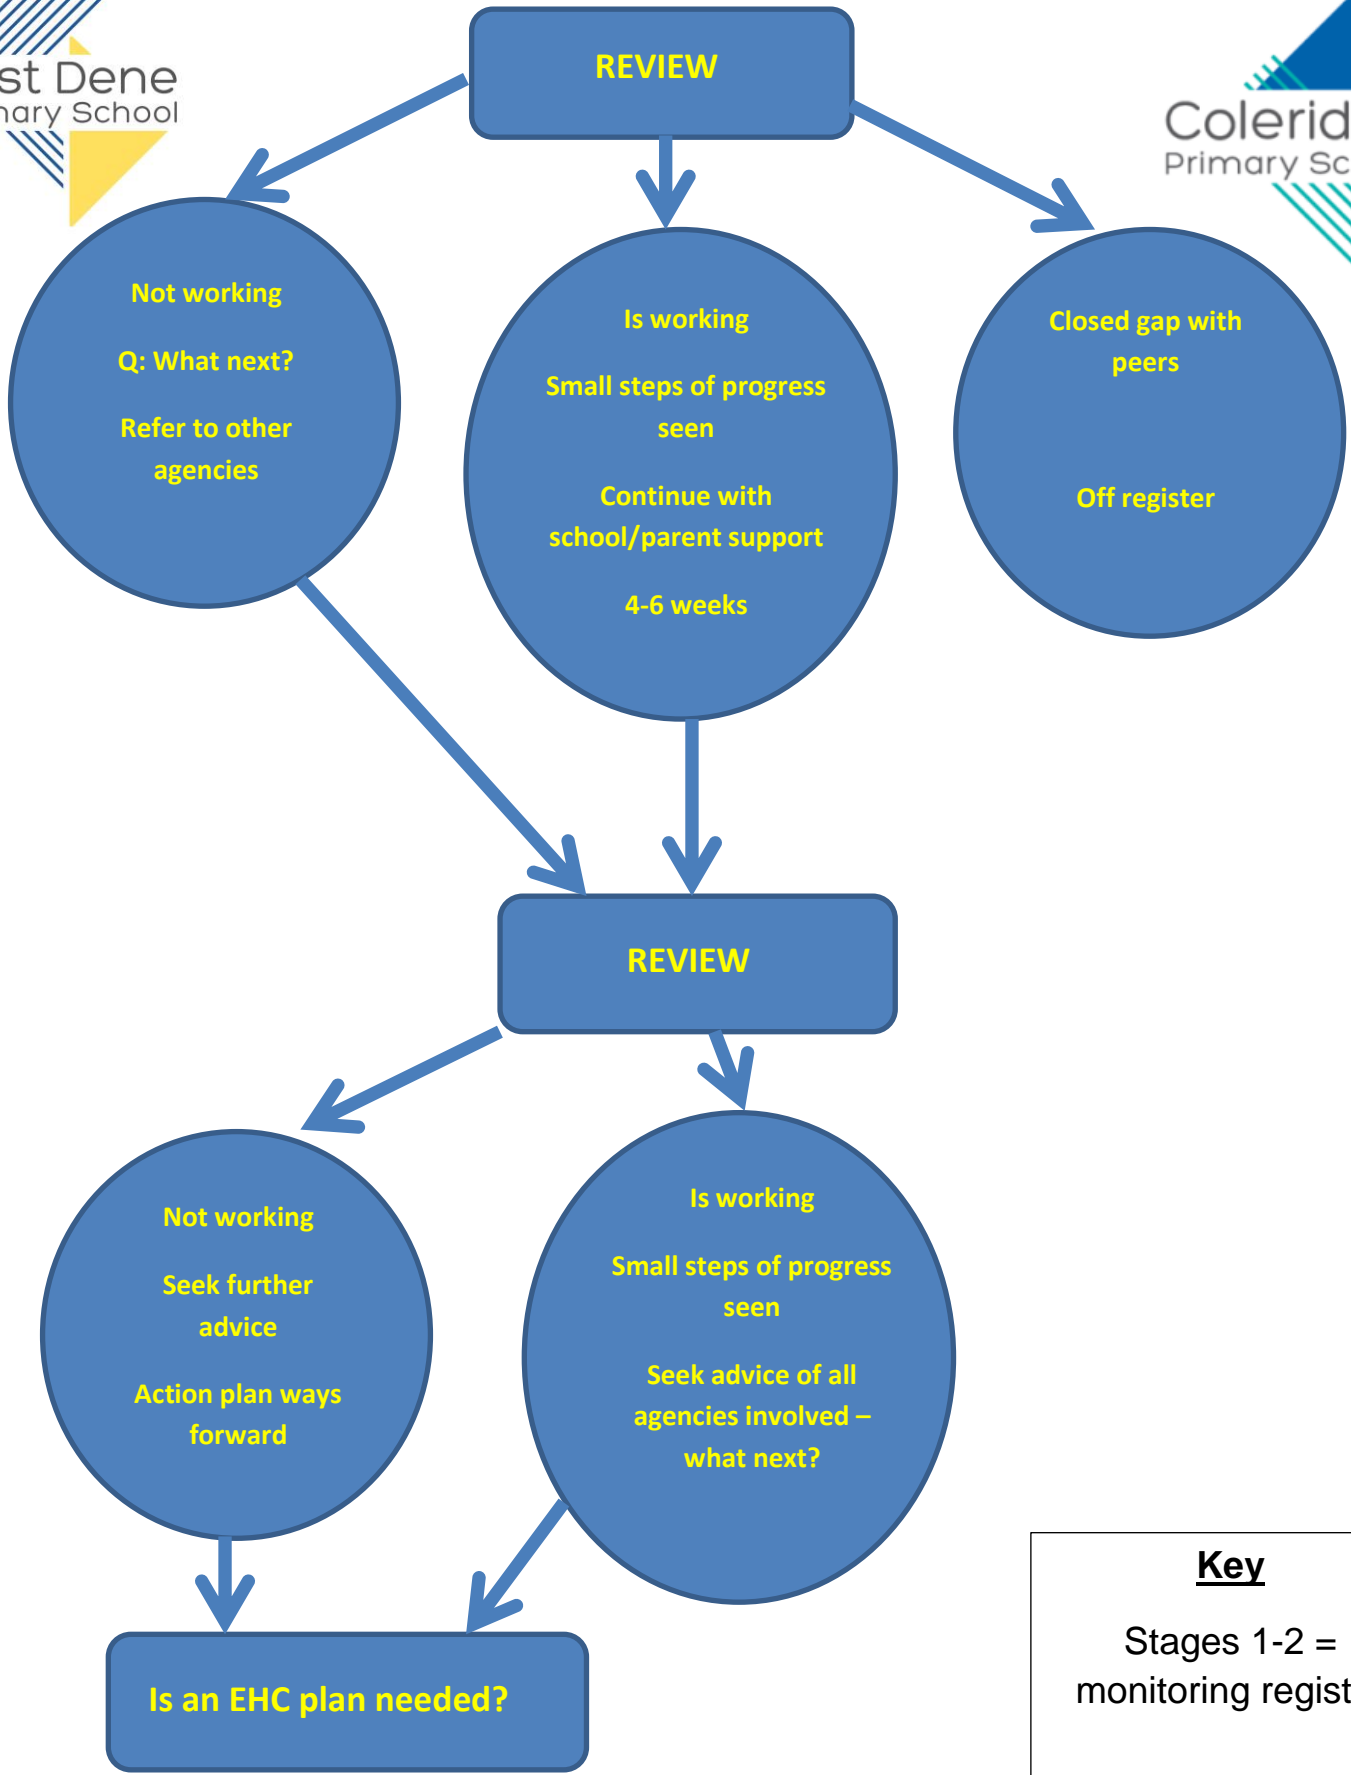 st Dene
nary School
REVIEW
Colerid
Primary Sc
Not working
Q: What next?
Refer to other
agencies
Is working
Small steps of progress
seen
Continue with
school/parent support
4-6 weeks
Closed gap with
peers
Off register
REVIEW
Not working
Seek further
advice
Action plan ways
forward
Is working
Small steps of progress
seen
Seek advice of all
agencies involved –
what next?
Is an EHC plan needed?
Key
Stages 1-2 =
monitoring regist